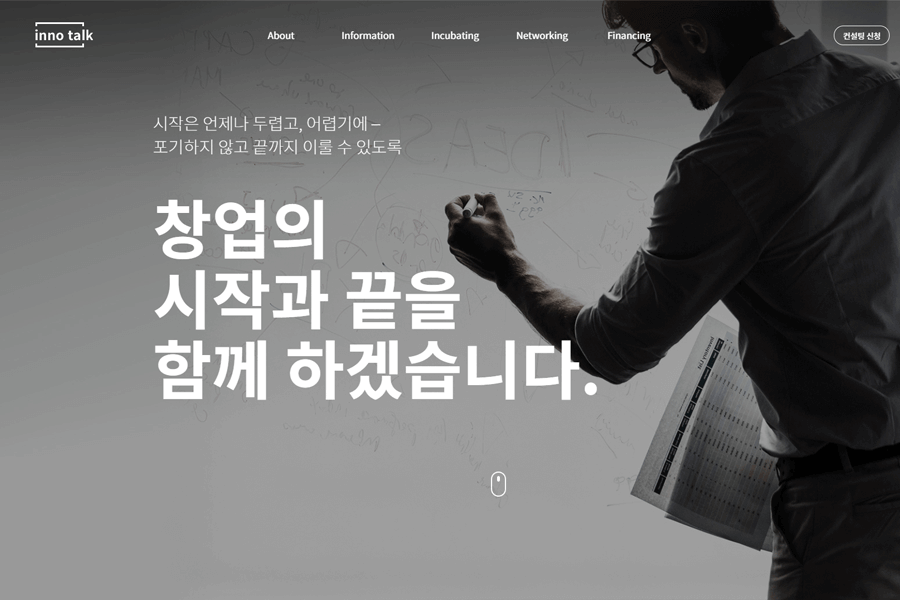 inno talk
About
Information
Incubating
Networking
Financing
컨설팅 신청
시작은 언제나 두렵고, 어렵기에 –
포기하지 않고 끝까지 이룰 수 있도록
창업의
시작과 끝을
함께 하겠습니다.
IDEAS